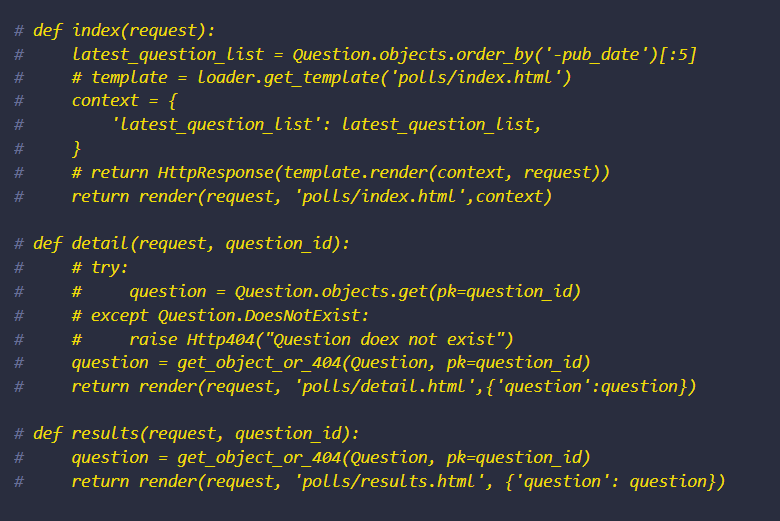 # def index(request):
#     latest_question_list = Question.objects.order_by('-pub_date')[:5]
#     # template = loader.get_template('polls/index.html')
#     context = {
#         'latest_question_list': latest_question_list,
#     }
#     # return HttpResponse(template.render(context, request))
#     return render(request, 'polls/index.html',context)

# def detail(request, question_id):
#     # try:
#     #     question = Question.objects.get(pk=question_id)
#     # except Question.DoesNotExist:
#     #     raise Http404("Question doex not exist")
#     question = get_object_or_404(Question, pk=question_id)
#     return render(request, 'polls/detail.html',{'question':question})

# def results(request, question_id):
#     question = get_object_or_404(Question, pk=question_id)
#     return render(request, 'polls/results.html', {'question': question})